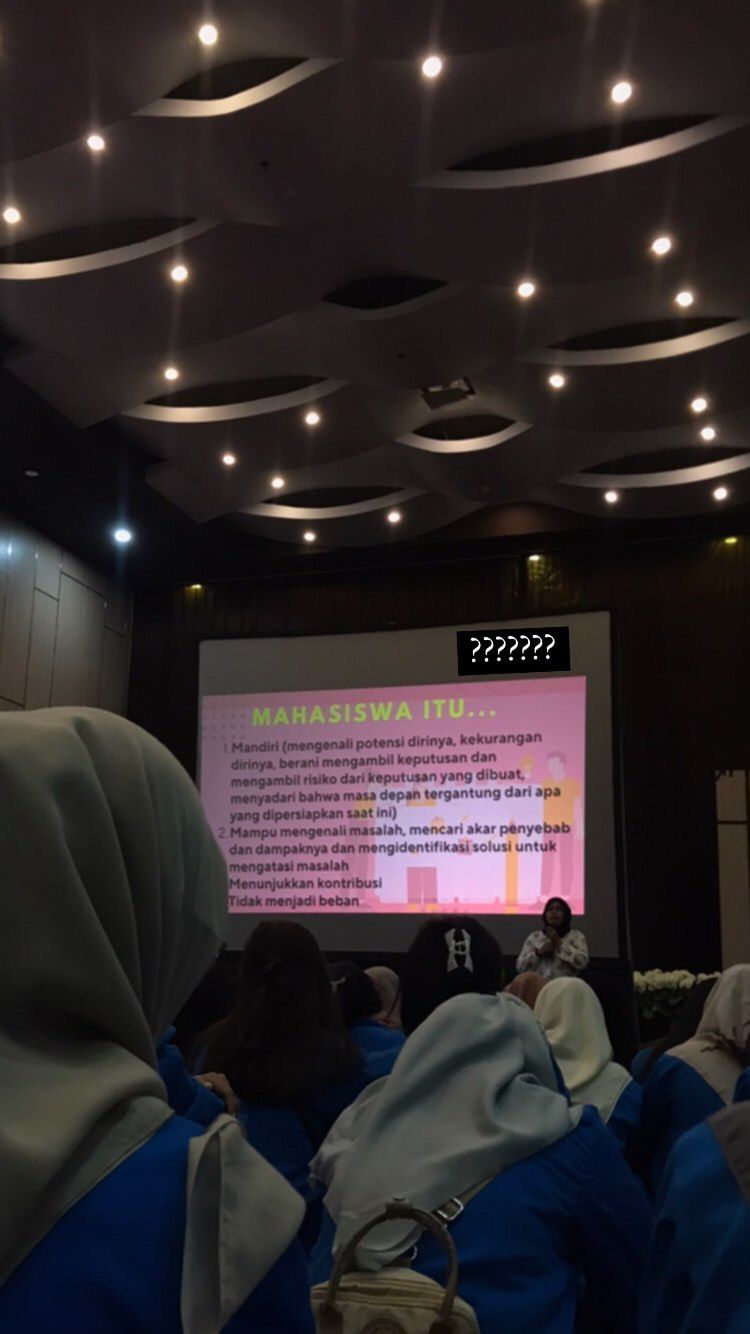 ???????
MAHASISWA ITU...
1. Mandiri (mengenali potensi dirinya, kekurangan
dirinya, berani mengambil keputusan dan
mengambil risiko dari keputusan yang dibuat,
menyadari bahwa masa depan tergantung dari apa
yang dipersiapkan saat ini)
2. Mampu mengenali masalah, mencari akar penyebab
dan dampaknya dan mengidentifikasi solusi untuk
mengatasi masalah
Menunjukkan kontribusi
Tidak menjadi beban